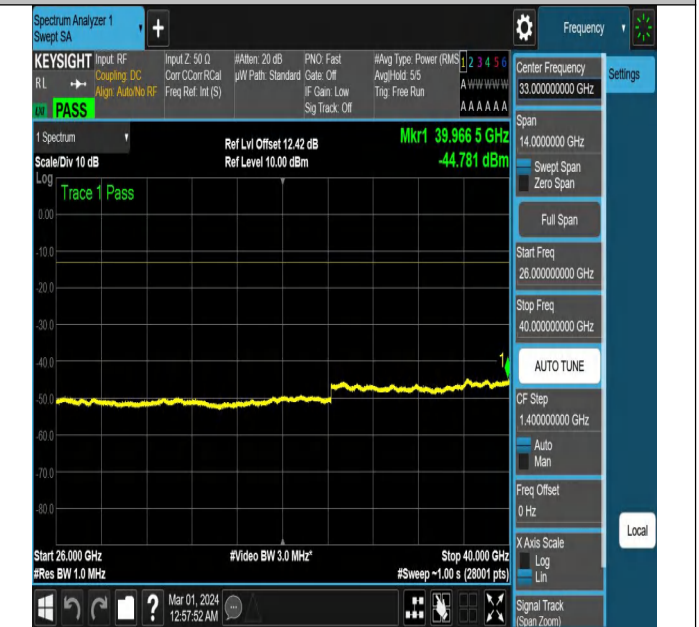 Spectrum Analyzer 1
Swept SA
+
Frequency
KEYSIGHT
RL
PASS
Input: RF
Coupling: DC
Align: Auto/No RF
Input Z: 50 Ω
Corr CCorr RCal
Freq Ref: Int (S)
#Atten: 20 dB
µW Path: Standard
PNO: Fast
Gate: Off
IF Gain: Low
Sig Track: Off
#Avg Type: Power (RMS
Avg|Hold: 5/5
Trig: Free Run
1 2 3 4 5 6
A W W W W W
A A A A A A
1 Spectrum
Scale/Div 10 dB
Ref Lvl Offset 12.42 dB
Ref Level 10.00 dBm
Mkr1 39.966 5 GHz
-44.781 dBm
Log
Trace 1 Pass
0.00
-10.0
-20.0
-30.0
-40.0
-50.0
-60.0
-70.0
-80.0
1
Start 26.000 GHz
#Res BW 1.0 MHz
#Video BW 3.0 MHz*
Stop 40.000 GHz
#Sweep ~1.00 s (28001 pts)
?
Mar 01, 2024
12:57:52 AM
Center Frequency
33.000000000 GHz
Settings
Span
14.0000000 GHz
Swept Span
Zero Span
Full Span
Start Freq
26.000000000 GHz
Stop Freq
40.000000000 GHz
AUTO TUNE
CF Step
1.400000000 GHz
Auto
Man
Freq Offset
0 Hz
X Axis Scale
Log
Lin
Local
Signal Track
(Span Zoom)